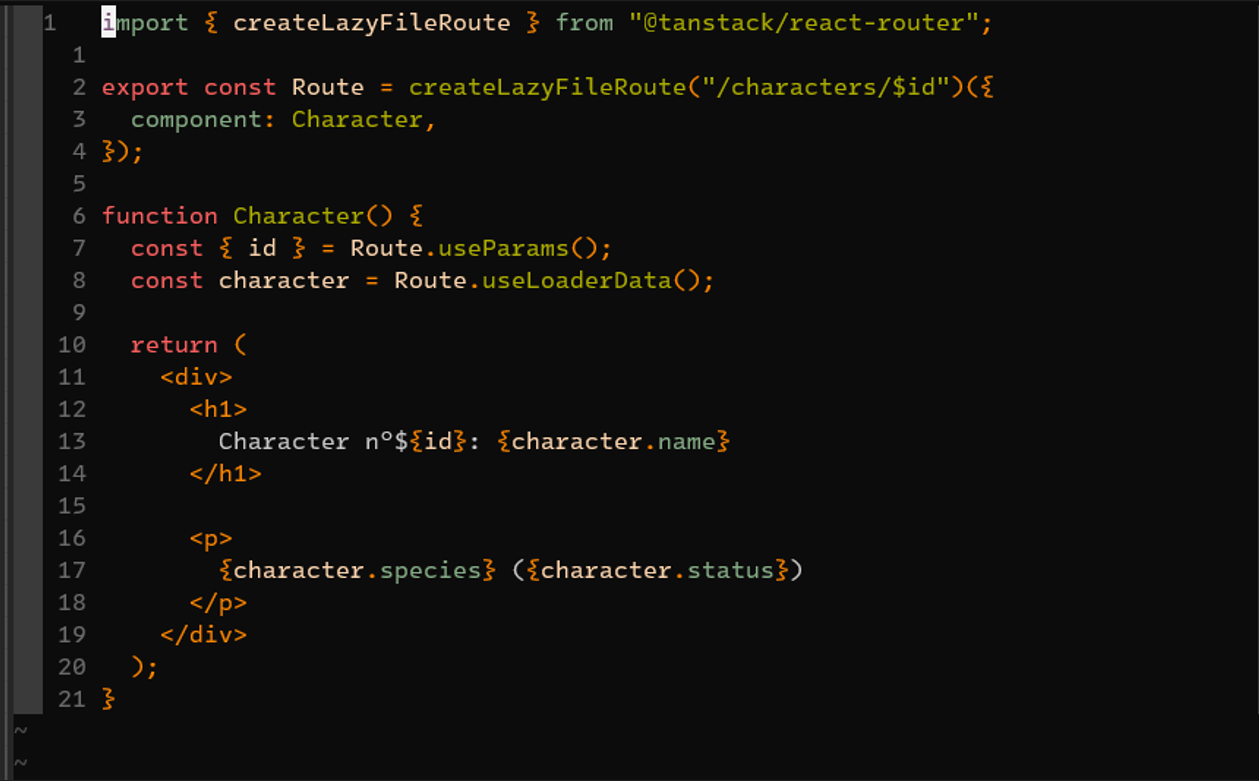 1 import { createLazyFileRoute } from "@tanstack/react-router";
1
2 export const Route = createLazyFileRoute("/characters/$id")({
3   component: Character,
4 });
5
6 function Character() {
7   const { id } = Route.useParams();
8   const character = Route.useLoaderData();
9
10   return (
11     <div>
12       <h1>
13         Character nº${id}: {character.name}
14       </h1>
15
16       <p>
17         {character.species} ({character.status})
18       </p>
19     </div>
20   );
21 }
~
~